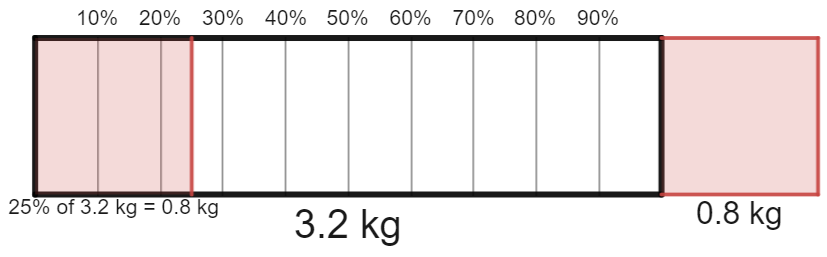 10% 20% 30% 40% 50% 60% 70% 80% 90%
25% of 3.2 kg = 0.8 kg
3.2 kg
0.8 kg